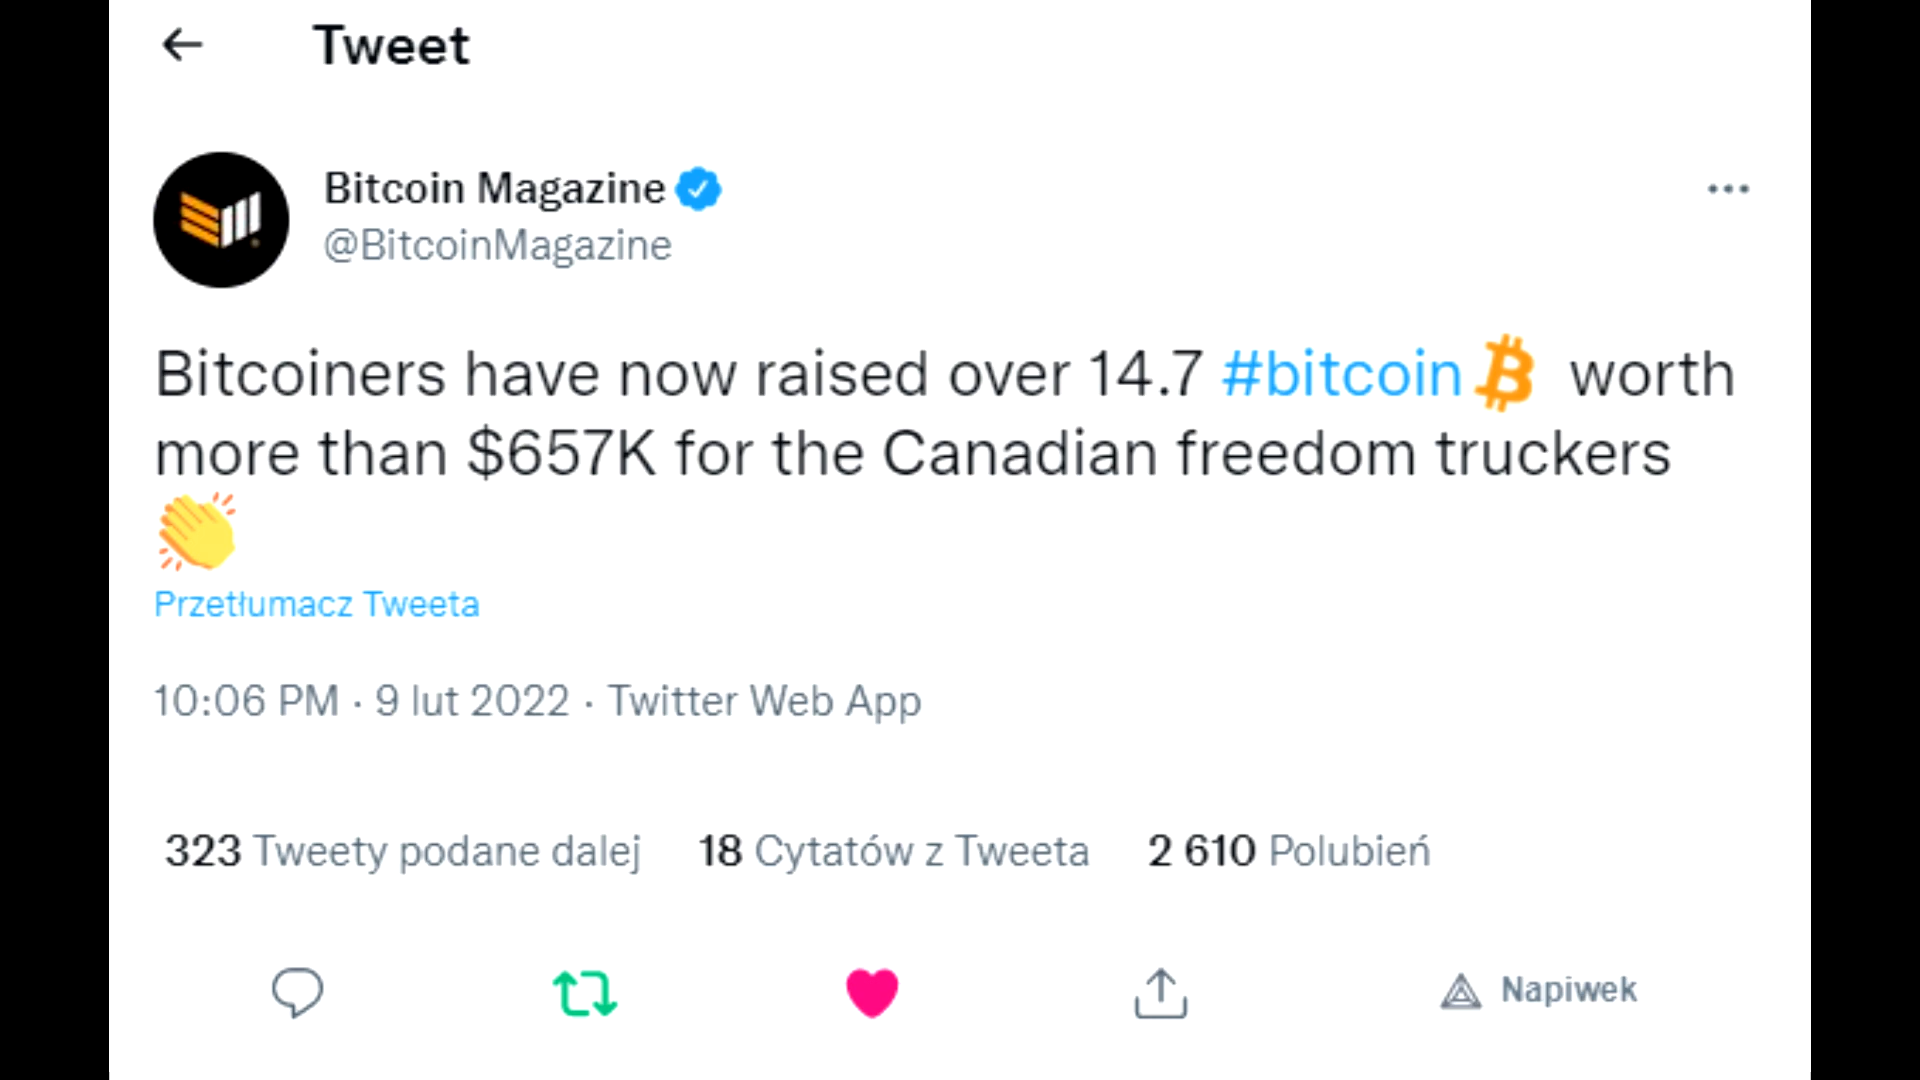 Tweet
Bitcoin Magazine
@BitcoinMagazine
Bitcoiners have now raised over 14.7 #bitcoin worth
more than $657K for the Canadian freedom truckers
👏
Przetłumacz Tweeta
10:06 PM · 9 lut 2022 · Twitter Web App
323 Tweety podane dalej 18 Cytatów z Tweeta 2 610 Polubień
Napiwek